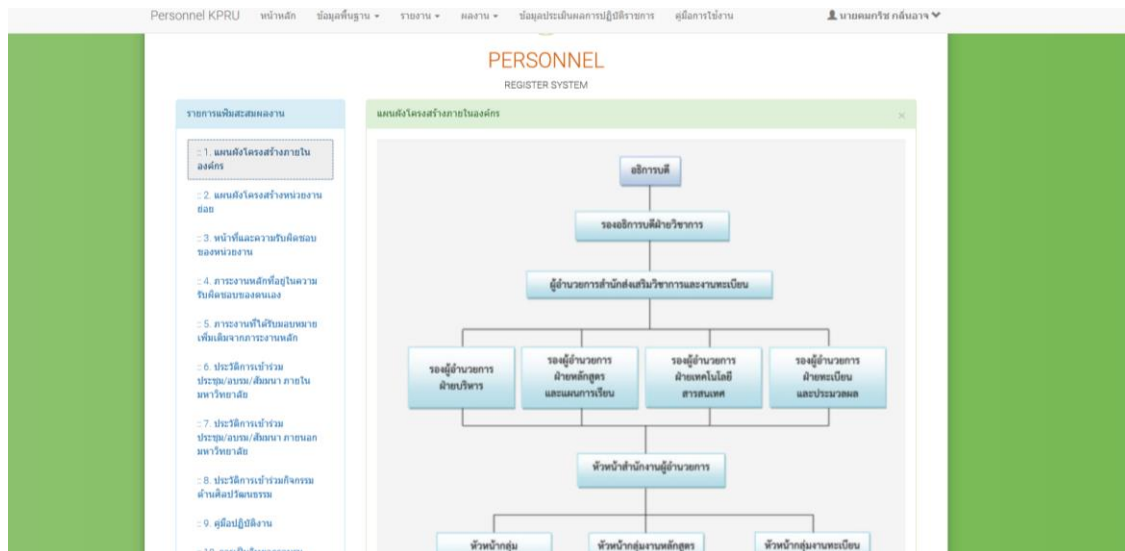 Personnel KPRU หน้าหลัก ข้อมูลพื้นฐาน รายงาน ผลงาน ข้อมูลประเมินผลการปฏิบัติราชการ คู่มือการใช้งาน นายคมกริช กลิ่นอาจ
PERSONNEL
REGISTER SYSTEM
รายการแฟ้มสะสมผลงาน
:: 1. แผนผังโครงสร้างภายใน
องค์กร
:: 2. แผนผังโครงสร้างหน่วยงาน
ย่อย
:: 3. หน้าที่และความรับผิดชอบ
ของหน่วยงาน
:: 4. ภาระงานหลักที่อยู่ในความ
รับผิดชอบของตนเอง
:: 5. ภาระงานที่ได้รับมอบหมาย
เพิ่มเติมจากภาระงานหลัก
:: 6. ประวัติการเข้าร่วม
ประชุม/อบรม/สัมมนา ภายใน
มหาวิทยาลัย
:: 7. ประวัติการเข้าร่วม
ประชุม/อบรม/สัมมนา ภายนอก
มหาวิทยาลัย
:: 8. ประวัติการเข้าร่วมกิจกรรม
ด้านศิลปวัฒนธรรม
:: 9. คู่มือปฏิบัติงาน
แผนผังโครงสร้างภายในองค์กร ×
อธิการบดี
รองอธิการบดีฝ่ายวิชาการ
ผู้อำนวยการสำนักส่งเสริมวิชาการและงานทะเบียน
รองผู้อำนวยการ
ฝ่ายบริหาร
รองผู้อำนวยการ
ฝ่ายหลักสูตร
และแผนการเรียน
รองผู้อำนวยการ
ฝ่ายเทคโนโลยี
สารสนเทศ
รองผู้อำนวยการ
ฝ่ายทะเบียน
และประมวลผล
หัวหน้าสำนักงานผู้อำนวยการ
หัวหน้ากลุ่ม
หัวหน้ากลุ่มงานหลักสูตร
หัวหน้ากลุ่มงานทะเบียน